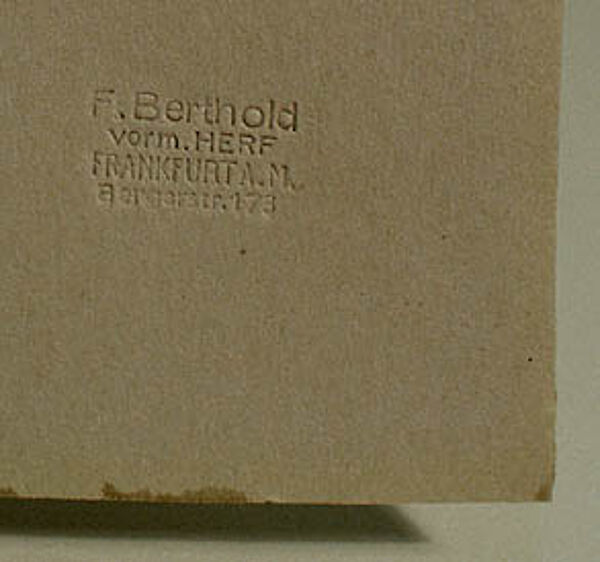 F. Berthold
vorm. HERF
FRANKFURT A. M.
Bergerstr. 173